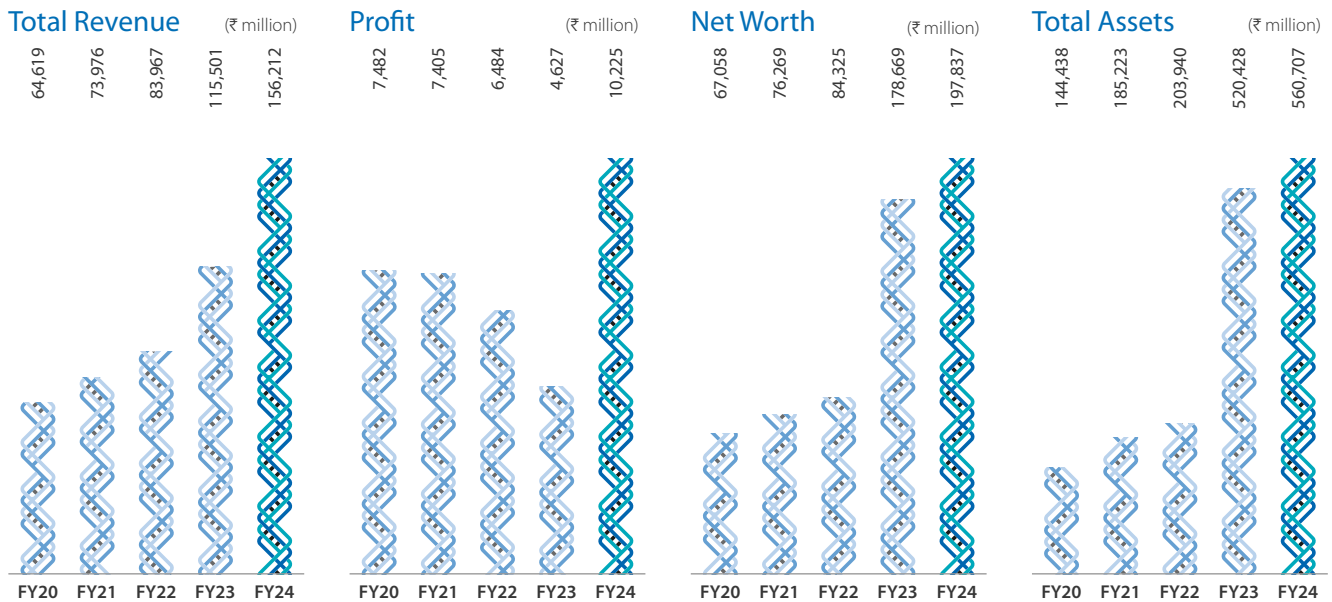 Total Revenue (₹ million)
64,619
73,976
83,967
115,501
156,212
FY20 FY21 FY22 FY23 FY24
Profit (₹ million)
7,482
7,405
6,484
4,627
10,225
FY20 FY21 FY22 FY23 FY24
Net Worth (₹ million)
67,058
76,269
84,325
178,669
197,837
FY20 FY21 FY22 FY23 FY24
Total Assets (₹ million)
144,438
185,223
203,940
520,428
560,707
FY20 FY21 FY22 FY23 FY24